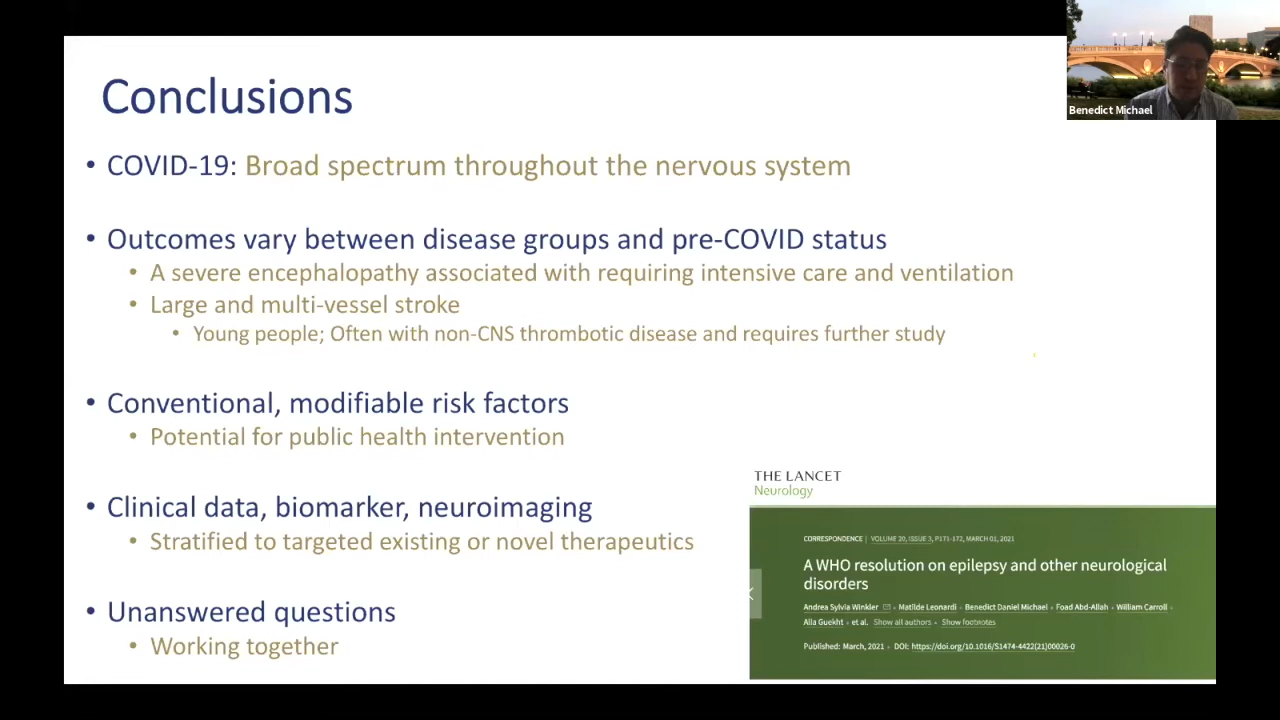 Conclusions
• COVID-19: Broad spectrum throughout the nervous system
• Outcomes vary between disease groups and pre-COVID status
• A severe encephalopathy associated with requiring intensive care and ventilation
• Large and multi-vessel stroke
• Young people; Often with non-CNS thrombotic disease and requires further study
• Conventional, modifiable risk factors
• Potential for public health intervention
• Clinical data, biomarker, neuroimaging
• Stratified to targeted existing or novel therapeutics
• Unanswered questions
• Working together
Benedict Michael
THE LANCET
Neurology
CORRESPONDENCE | VOLUME 20, ISSUE 3, P171-172, MARCH 01, 2021
A WHO resolution on epilepsy and other neurological
disorders
Andrea Sylvia Winkler • Matilde Leonardi • Benedict Daniel Michael • Foad Abd-Allah • William Carroll •
Alla Guekht • et al. Show all authors • Show footnotes
Published: March, 2021 • DOI: https://doi.org/10.1016/S1474-4422(21)00026-0